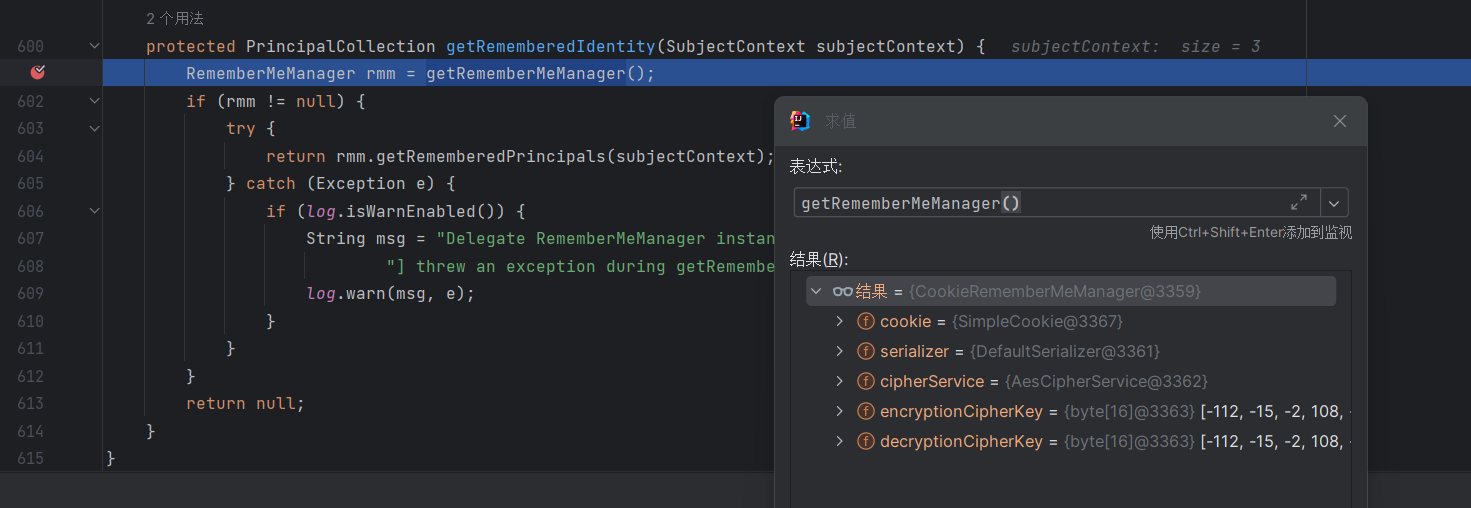 2 个用法
600 protected PrincipalCollection getRememberedIdentity(SubjectContext subjectContext) { subjectContext: size = 3
RememberMeManager rmm = getRememberMeManager();
602 if (rmm != null) {
603 try {
604 return rmm.getRememberedPrincipals(subjectContext);
605 } catch (Exception e) {
606 if (log.isWarnEnabled()) {
607 String msg = "Delegate RememberMeManager instan
608 "] threw an exception during getRemembe
609 log.warn(msg, e);
610 }
611 }
612 }
613 return null;
614 }
615 }
求值
表达式:
getRememberMeManager()
使用Ctrl+Shift+Enter添加到监视
结果(R):
结果 = {CookieRememberMeManager@3359}
f cookie = {SimpleCookie@3367}
f serializer = {DefaultSerializer@3361}
f cipherService = {AesCipherService@3362}
f encryptionCipherKey = {byte[16]@3363} [-112, -15, -2, 108, -
f decryptionCipherKey = {byte[16]@3363} [-112, -15, -2, 108, -